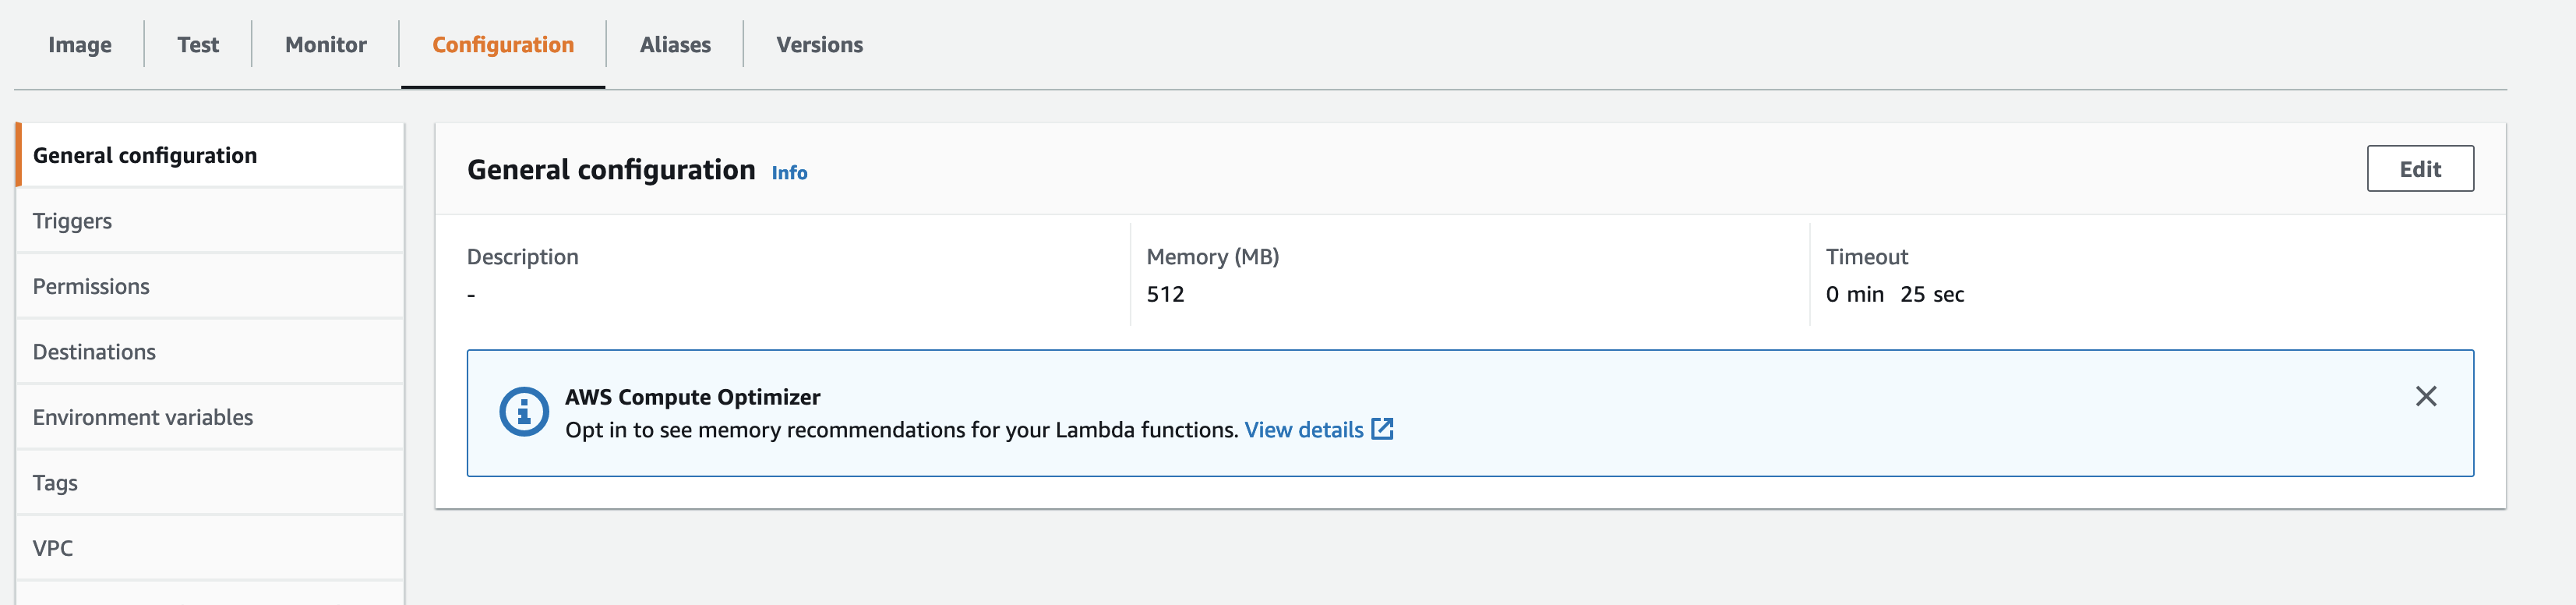 Image
Test
Monitor
Configuration
Aliases
Versions
General configuration
Triggers
Permissions
Destinations
Environment variables
Tags
VPC
General configuration Info
Edit
Description
-
Memory (MB)
512
Timeout
0 min 25 sec
AWS Compute Optimizer
Opt in to see memory recommendations for your Lambda functions. View details